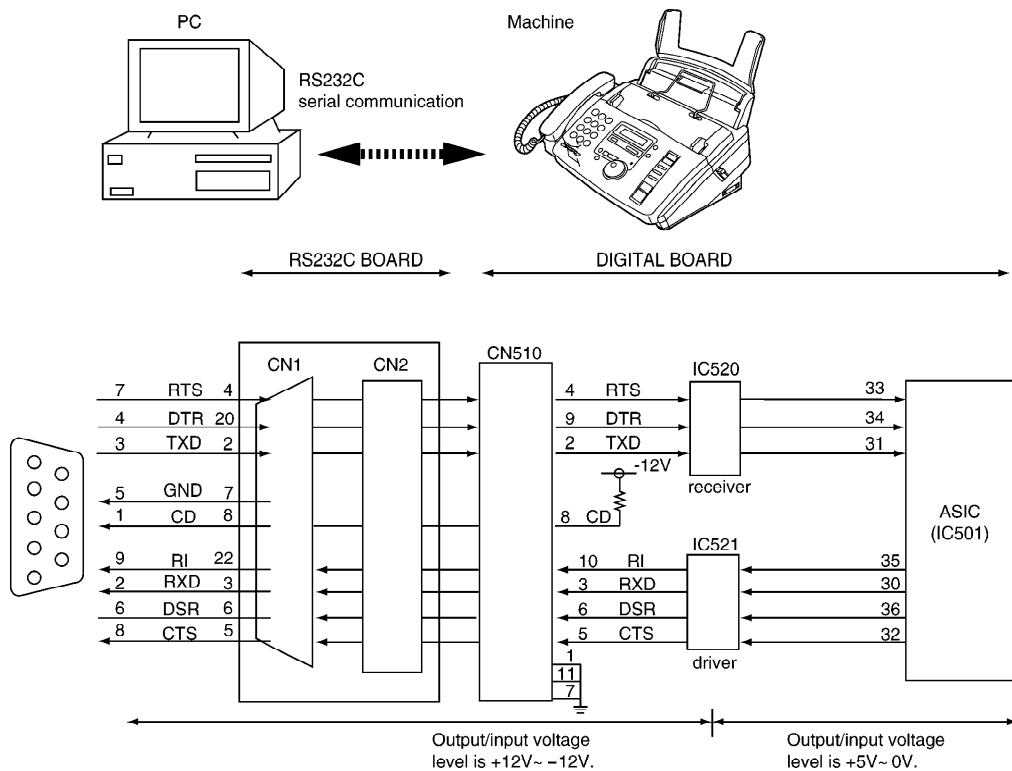 PC
Machine
RS232C
serial communication
RS232C BOARD
DIGITAL BOARD
CN1
CN2
CN510
IC520
7 RTS 4
4 RTS
33
4 DTR 20
9 DTR
34
3 TXD 2
2 TXD
31
-12V
receiver
5 GND 7
1 CD 8
8 CD
ASIC
(IC501)
IC521
9 RI 22
10 RI
35
2 RXD 3
3 RXD
30
6 DSR 6
6 DSR
36
8 CTS 5
5 CTS
32
driver
1
11
7
Output/input voltage
level is +12V~ −12V.
Output/input voltage
level is +5V~ 0V.